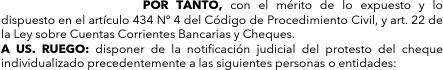 POR TANTO, con el mérito de lo expuesto y lo
dispuesto en el artículo 434 Nº 4 del Código de Procedimiento Civil, y art. 22 de
la Ley sobre Cuentas Corrientes Bancarias y Cheques.
A US. RUEGO: disponer de la notificación judicial del protesto del cheque
individualizado precedentemente a las siguientes personas o entidades: